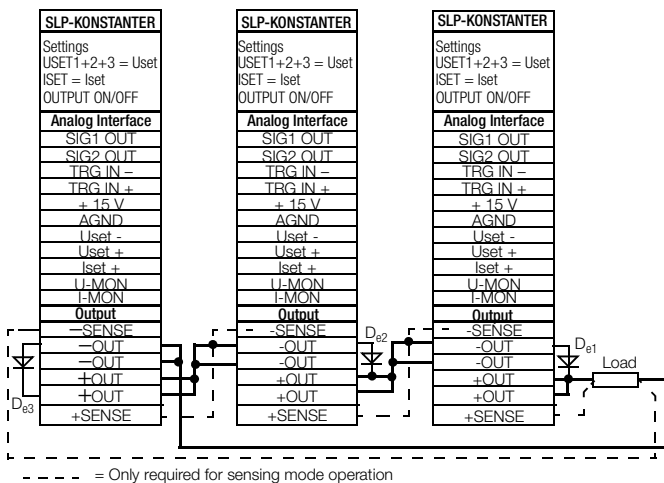 SLP-KONSTANTER
Settings
USET1+2+3 = Uset
ISET = Iset
OUTPUT ON/OFF
Analog Interface
SIG1 OUT
SIG2 OUT
TRG IN –
TRG IN +
+ 15 V
AGND
Uset -
Uset +
Iset +
U-MON
I-MON
Output
–SENSE
–OUT
–OUT
+OUT
+OUT
+SENSE
De3
SLP-KONSTANTER
Settings
USET1+2+3 = Uset
ISET = Iset
OUTPUT ON/OFF
Analog Interface
SIG1 OUT
SIG2 OUT
TRG IN –
TRG IN +
+ 15 V
AGND
Uset -
Uset +
Iset +
U-MON
I-MON
Output
-SENSE
-OUT
-OUT
+OUT
+OUT
+SENSE
De2
SLP-KONSTANTER
Settings
USET1+2+3 = Uset
ISET = Iset
OUTPUT ON/OFF
Analog Interface
SIG1 OUT
SIG2 OUT
TRG IN –
TRG IN +
+ 15 V
AGND
Uset -
Uset +
Iset +
U-MON
I-MON
Output
-SENSE
-OUT
-OUT
+OUT
+OUT
+SENSE
De1
Load
= Only required for sensing mode operation